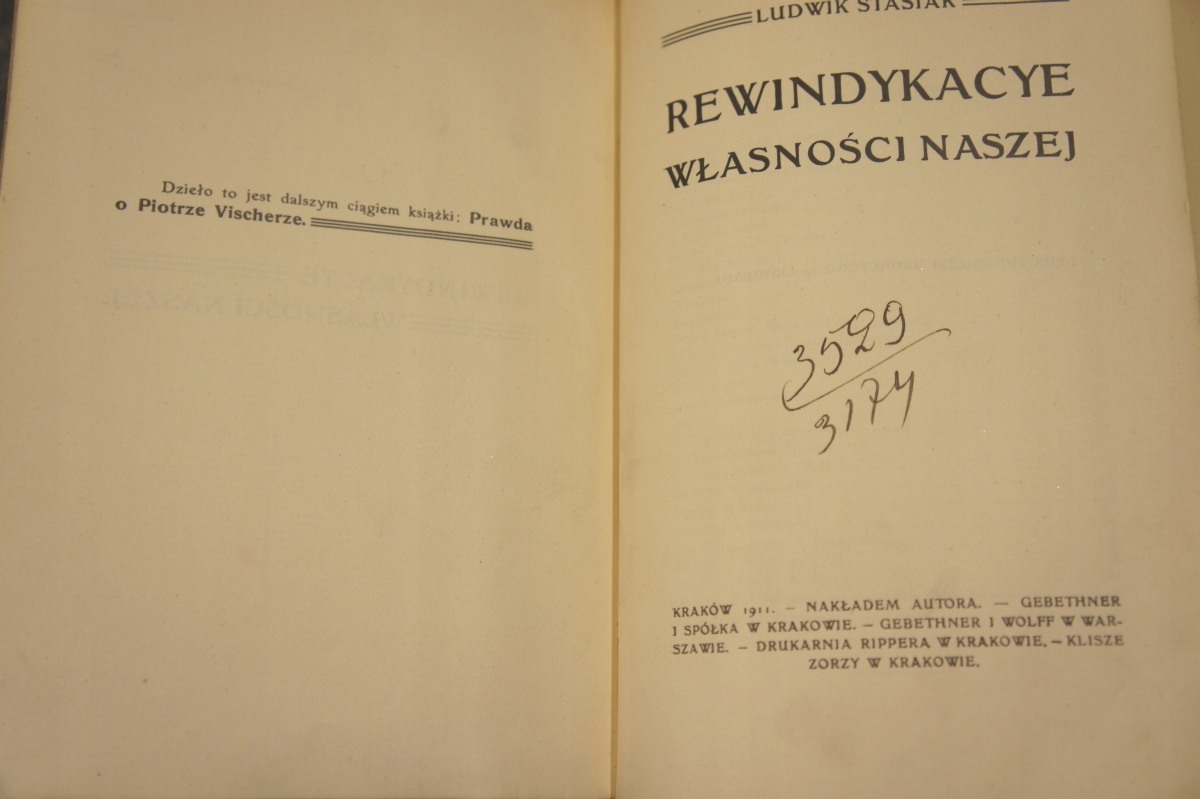 Dzieło to jest dalszym ciągiem książki: Prawda
o Piotrze Vischerze.
LUDWIK STASIAK
REWINDYKACYE
WŁASNOŚCI NASZEJ
3529
3174
KRAKÓW 1911. — NAKŁADEM AUTORA. — GEBETHNER
I SPÓŁKA W KRAKOWIE. — GEBETHNER I WOLFF W WAR-
SZAWIE. — DRUKARNIA RIPPERA W KRAKOWIE. — KLISZE
ZORZY W KRAKOWIE.